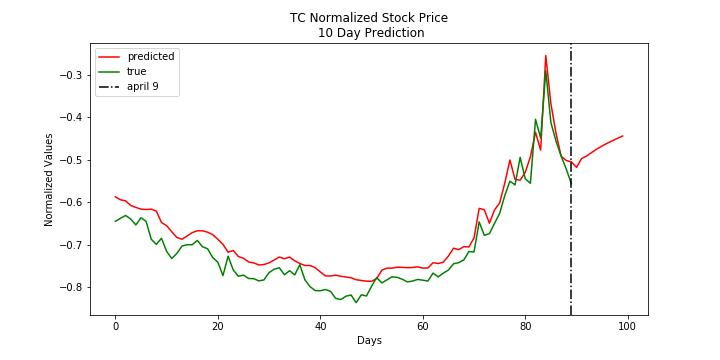 TC Normalized Stock Price
10 Day Prediction
predicted
true
april 9
−0.3
−0.4
−0.5
−0.6
−0.7
−0.8
Normalized Values
0
20
40
60
80
100
Days